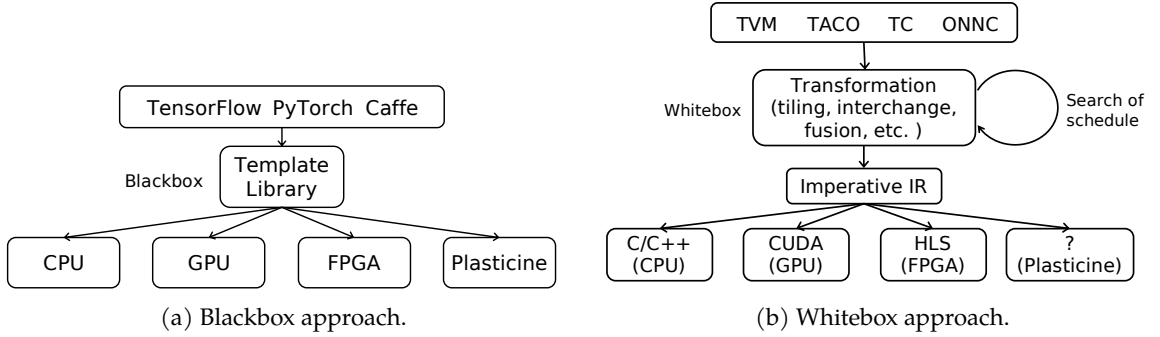 TensorFlow PyTorch Caffe
Blackbox
Template
Library
CPU GPU FPGA Plasticine
(a) Blackbox approach.
TVM TACO TC ONNC
Whitebox
Transformation
(tiling, interchange,
fusion, etc. )
Search of
schedule
Imperative IR
C/C++
(CPU)
CUDA
(GPU)
HLS
(FPGA)
?
(Plasticine)
(b) Whitebox approach.